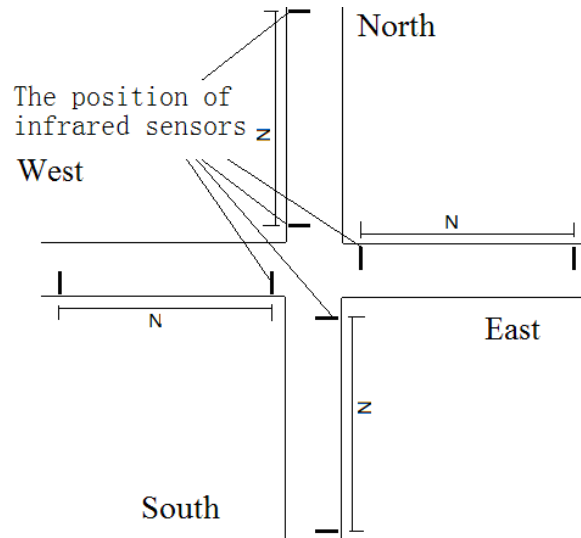 North
The position of
infrared sensors
N
West
N
N
N
East
South